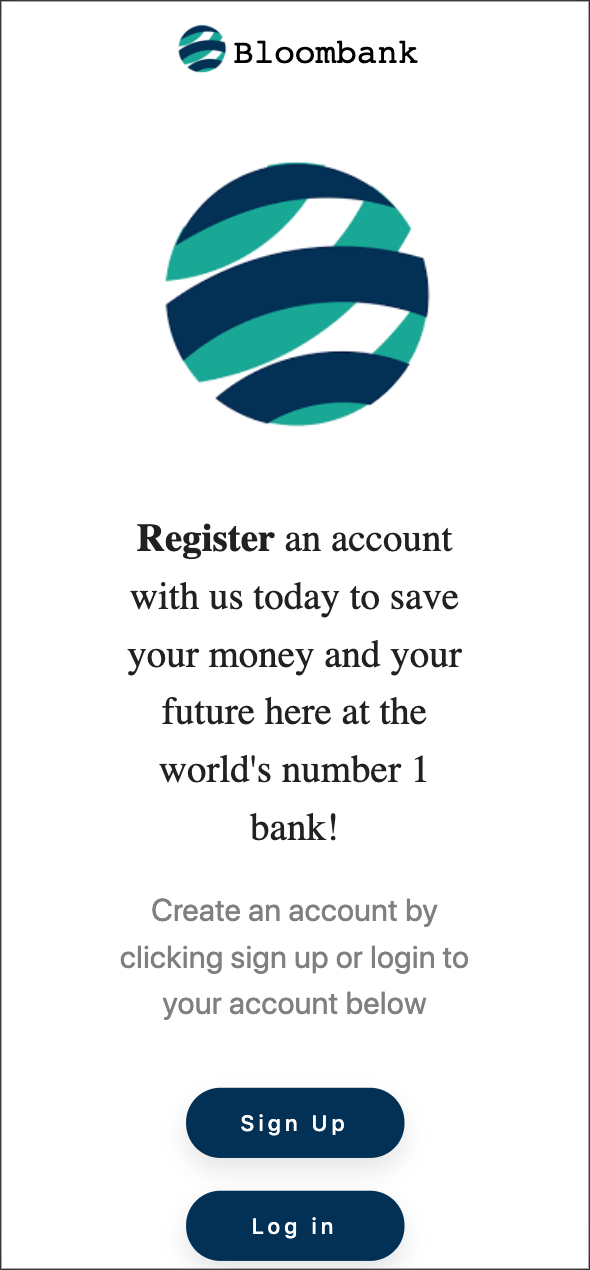 Bloombank
Register an account
with us today to save
your money and your
future here at the
world's number 1
bank!
Create an account by
clicking sign up or login to
your account below
Sign Up
Log in